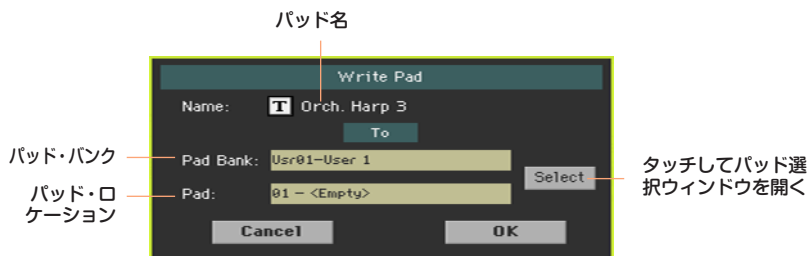 パッド名
Write Pad
Name: T Orch. Harp 3
To
パッド・バンク
Pad Bank: Usr01-User 1
Select
タッチしてパッド選
択ウィンドウを開く
パッド・ロ
ケーション
Pad: 01 - <Empty>
Cancel OK